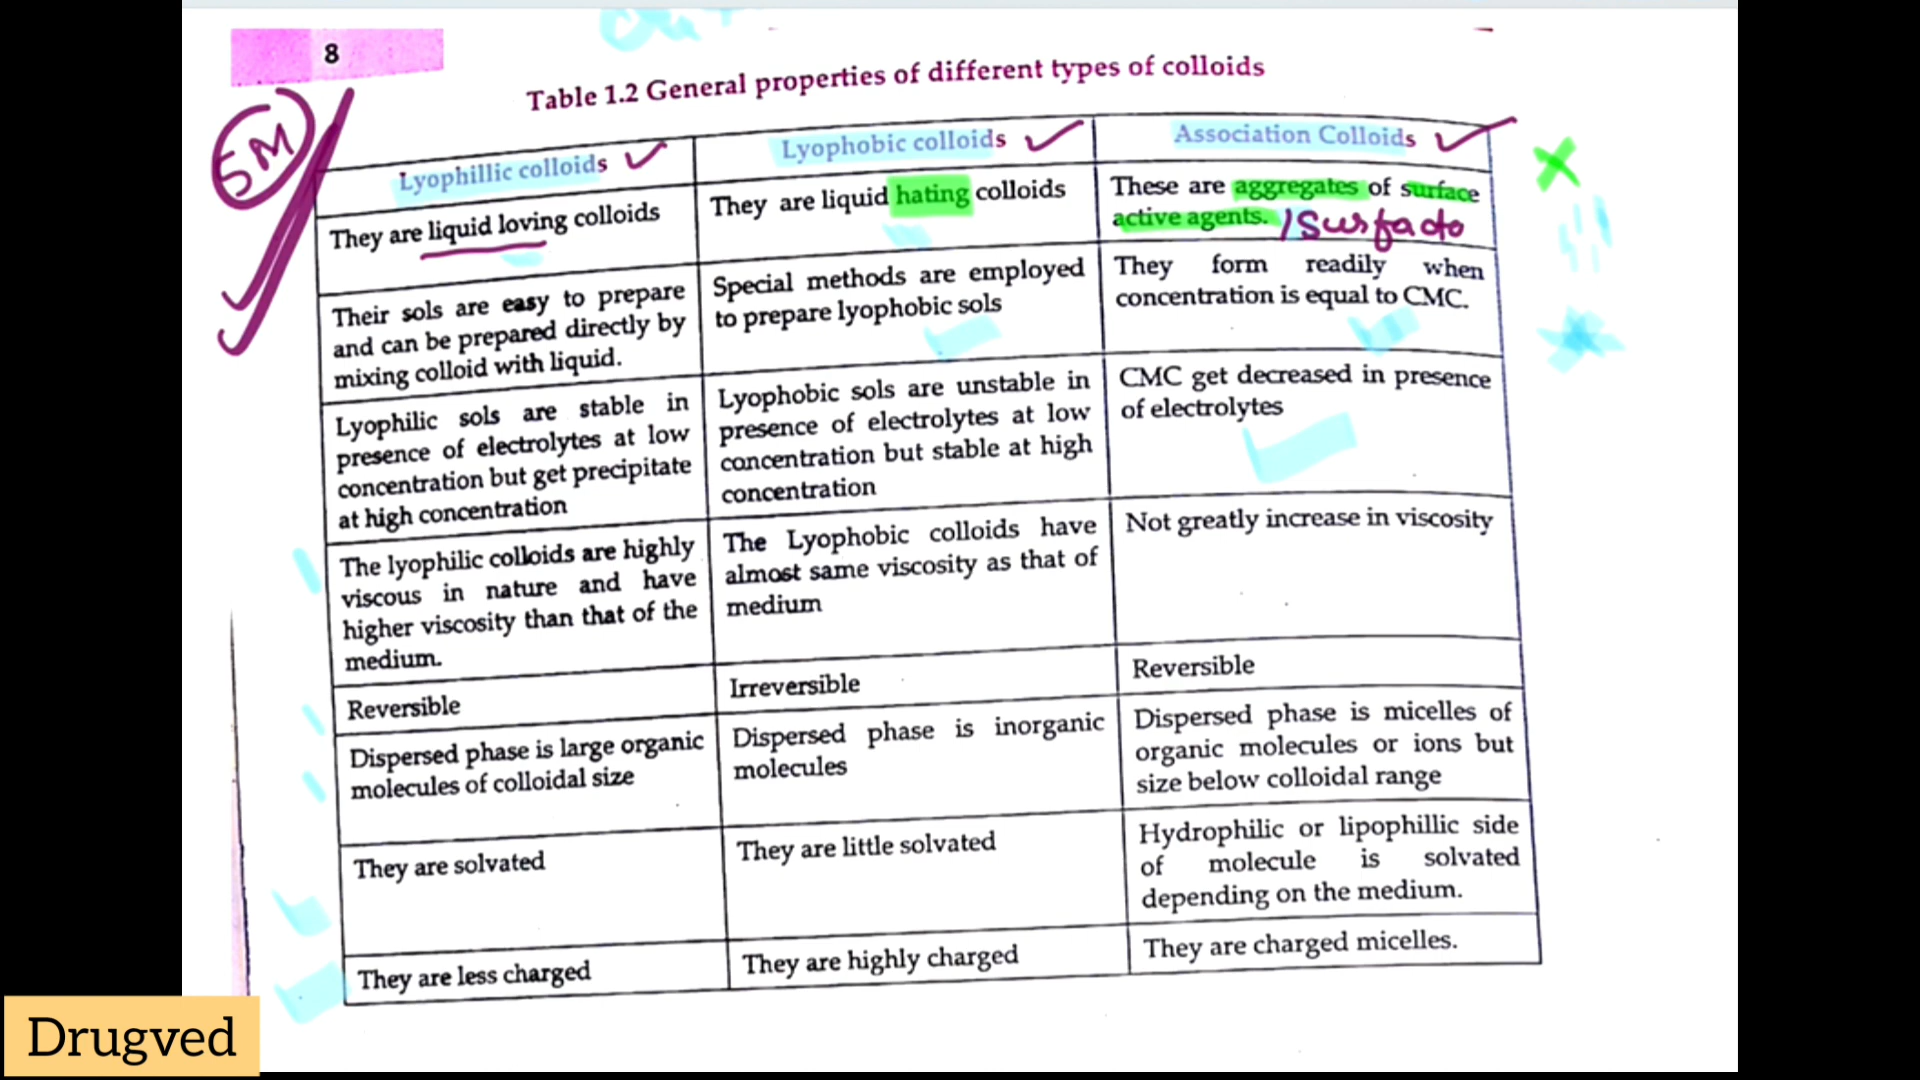 8
Table 1.2 General properties of different types of colloids
5M
Lyophillic colloids
Lyophobic colloids
Association Colloids
They are liquid loving colloids
They are liquid hating colloids
These are aggregates of surface
active agents. /Surfacto
Their sols are easy to prepare
and can be prepared directly by
mixing colloid with liquid.
Special methods are employed
to prepare lyophobic sols
They form readily when
concentration is equal to CMC.
Lyophilic sols are stable in
presence of electrolytes at low
concentration but get precipitate
at high concentration
Lyophobic sols are unstable in
presence of electrolytes at low
concentration but stable at high
concentration
CMC get decreased in presence
of electrolytes
The lyophilic colloids are highly
viscous in nature and have
higher viscosity than that of the
medium.
The Lyophobic colloids have
almost same viscosity as that of
medium
Not greatly increase in viscosity
Reversible
Irreversible
Reversible
Dispersed phase is large organic
molecules of colloidal size
Dispersed phase is inorganic
molecules
Dispersed phase is micelles of
organic molecules or ions but
size below colloidal range
They are solvated
They are little solvated
Hydrophilic or lipophillic side
of molecule is solvated
depending on the medium.
They are less charged
They are highly charged
They are charged micelles.
Drugved